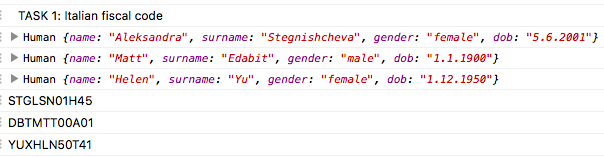 TASK 1: Italian fiscal code
Human {name: "Aleksandra", surname: "Stegnishcheva", gender: "female", dob: "5.6.2001"}
Human {name: "Matt", surname: "Edabit", gender: "male", dob: "1.1.1900"}
Human {name: "Helen", surname: "Yu", gender: "female", dob: "1.12.1950"}
STGLSN01H45
DBTMTT00A01
YUXHLN50T41